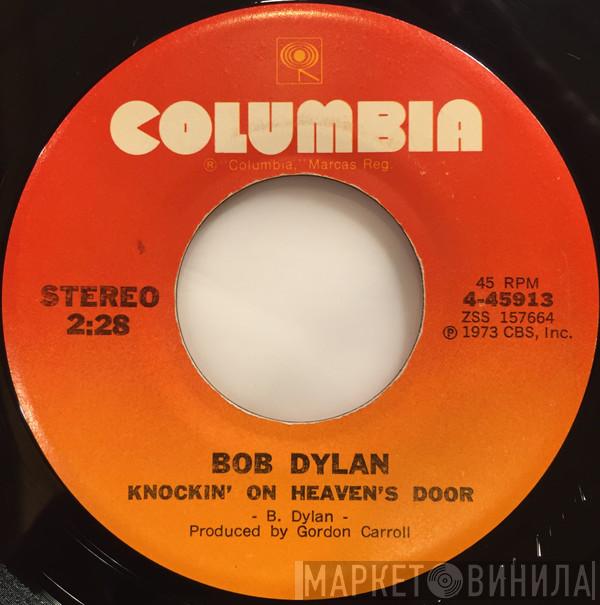 COLUMBIA
® "Columbia," Marcas Reg.
STEREO
2:28
45 RPM
4-45913
ZSS 157664
℗ 1973 CBS, Inc.
BOB DYLAN
KNOCKIN' ON HEAVEN'S DOOR
- B. Dylan -
Produced by Gordon Carroll
МАРКЕТ ВИНИЛА